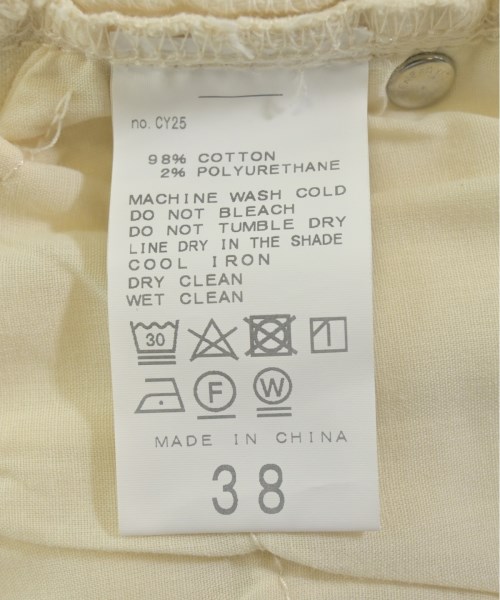 no. CY25
98% COTTON
2% POLYURETHANE
MACHINE WASH COLD
DO NOT BLEACH
DO NOT TUMBLE DRY
LINE DRY IN THE SHADE
COOL IRON
DRY CLEAN
WET CLEAN
30
F W
MADE IN CHINA
38